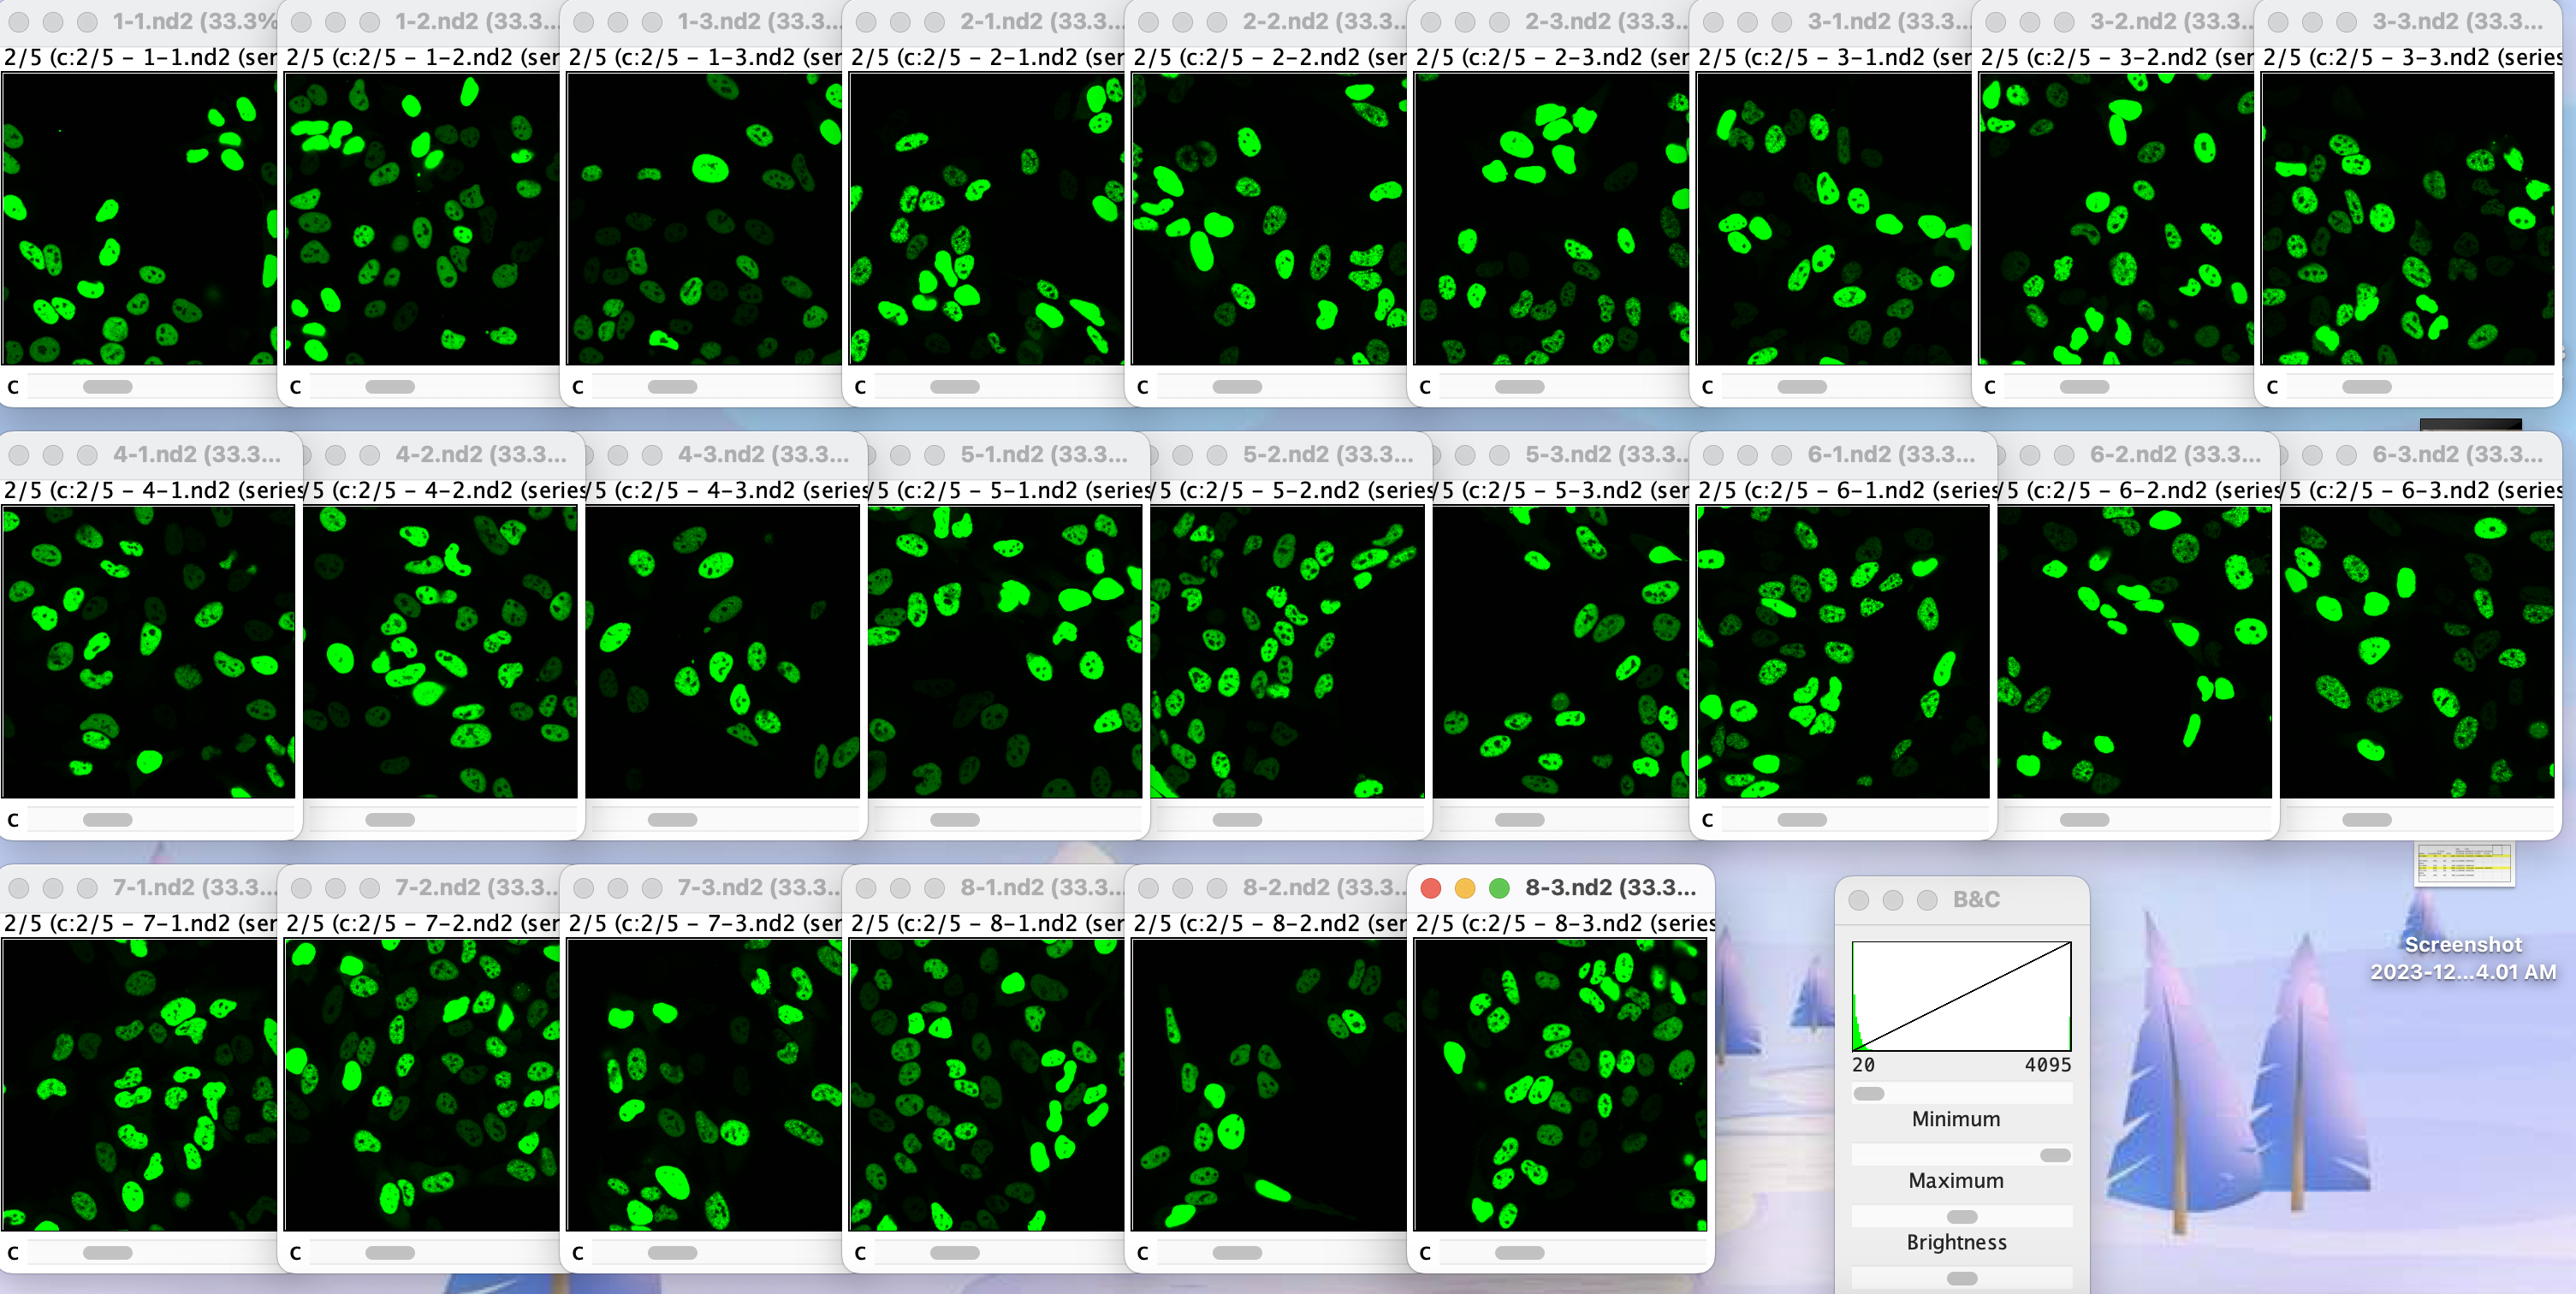 1-1.nd2 (33.3%
1-2.nd2 (33.3...
1-3.nd2 (33.3...
2-1.nd2 (33.3...
2-2.nd2 (33.3...
2-3.nd2 (33.3...
3-1.nd2 (33.3...
3-2.nd2 (33.3...
3-3.nd2 (33.3...
2/5 (c:2/5 - 1-1.nd2 (ser
2/5 (c:2/5 - 1-2.nd2 (ser
2/5 (c:2/5 - 1-3.nd2 (ser
2/5 (c:2/5 - 2-1.nd2 (ser
2/5 (c:2/5 - 2-2.nd2 (ser
2/5 (c:2/5 - 2-3.nd2 (ser
2/5 (c:2/5 - 3-1.nd2 (ser
2/5 (c:2/5 - 3-2.nd2 (ser
2/5 (c:2/5 - 3-3.nd2 (series
C
C
C
C
C
C
C
C
C
4-1.nd2 (33.3...
4-2.nd2 (33.3...
4-3.nd2 (33.3...
5-1.nd2 (33.3...
5-2.nd2 (33.3...
5-3.nd2 (33.3...
6-1.nd2 (33.3...
6-2.nd2 (33.3...
6-3.nd2 (33.3...
2/5 (c:2/5 - 4-1.nd2 (series
/5 (c:2/5 - 4-2.nd2 (series
/5 (c:2/5 - 4-3.nd2 (series
/5 (c:2/5 - 5-1.nd2 (series
/5 (c:2/5 - 5-2.nd2 (series
/5 (c:2/5 - 5-3.nd2 (ser
2/5 (c:2/5 - 6-1.nd2 (series
/5 (c:2/5 - 6-2.nd2 (series
/5 (c:2/5 - 6-3.nd2 (series
C
C
7-1.nd2 (33.3...
7-2.nd2 (33.3...
7-3.nd2 (33.3...
8-1.nd2 (33.3...
8-2.nd2 (33.3...
8-3.nd2 (33.3...
2/5 (c:2/5 - 7-1.nd2 (ser
2/5 (c:2/5 - 7-2.nd2 (ser
2/5 (c:2/5 - 7-3.nd2 (ser
2/5 (c:2/5 - 8-1.nd2 (ser
2/5 (c:2/5 - 8-2.nd2 (ser
2/5 (c:2/5 - 8-3.nd2 (series
C
C
C
C
C
C
B&C
20 4095
Minimum
Maximum
Brightness
Screenshot
2023-12...4.01 AM